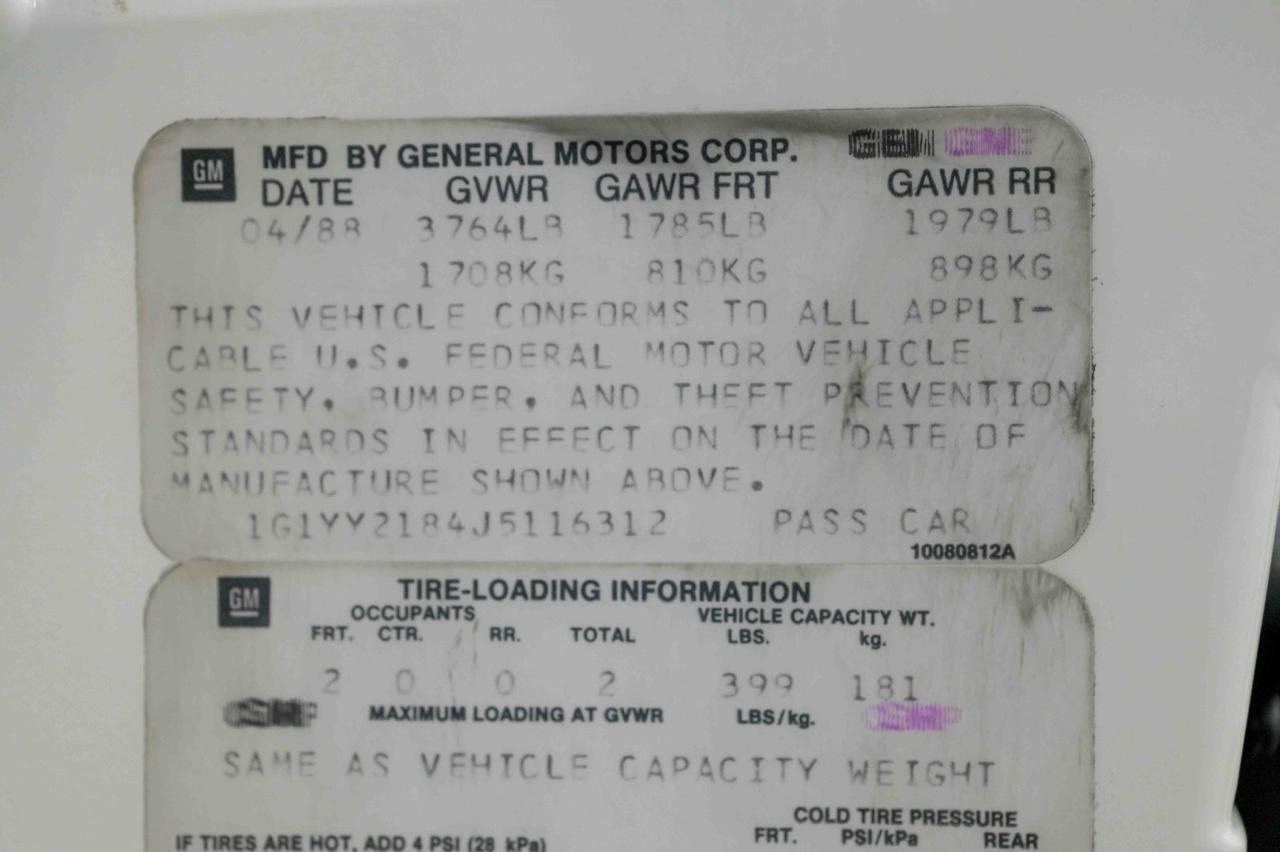 GM MFD BY GENERAL MOTORS CORP.
DATE GVWR GAWR FRT GAWR RR
04/88 3764LB 1785LB 1979LB
1708KG 810KG 898KG
THIS VEHICLE CONFORMS TO ALL APPLI-
CABLE U.S. FEDERAL MOTOR VEHICLE
SAFETY, BUMPER, AND THEFT PREVENTION
STANDARDS IN EFFECT ON THE DATE OF
MANUFACTURE SHOWN ABOVE.
1G1YY2184J5116312 PASS CAR
10080812A
GM TIRE-LOADING INFORMATION
OCCUPANTS VEHICLE CAPACITY WT.
FRT. CTR. RR. TOTAL LBS. kg.
2 0 0 2 399 181
MAXIMUM LOADING AT GVWR LBS/kg.
SAME AS VEHICLE CAPACITY WEIGHT
COLD TIRE PRESSURE
IF TIRES ARE HOT, ADD 4 PSI (28 kPa) FRT. PSI/kPa REAR